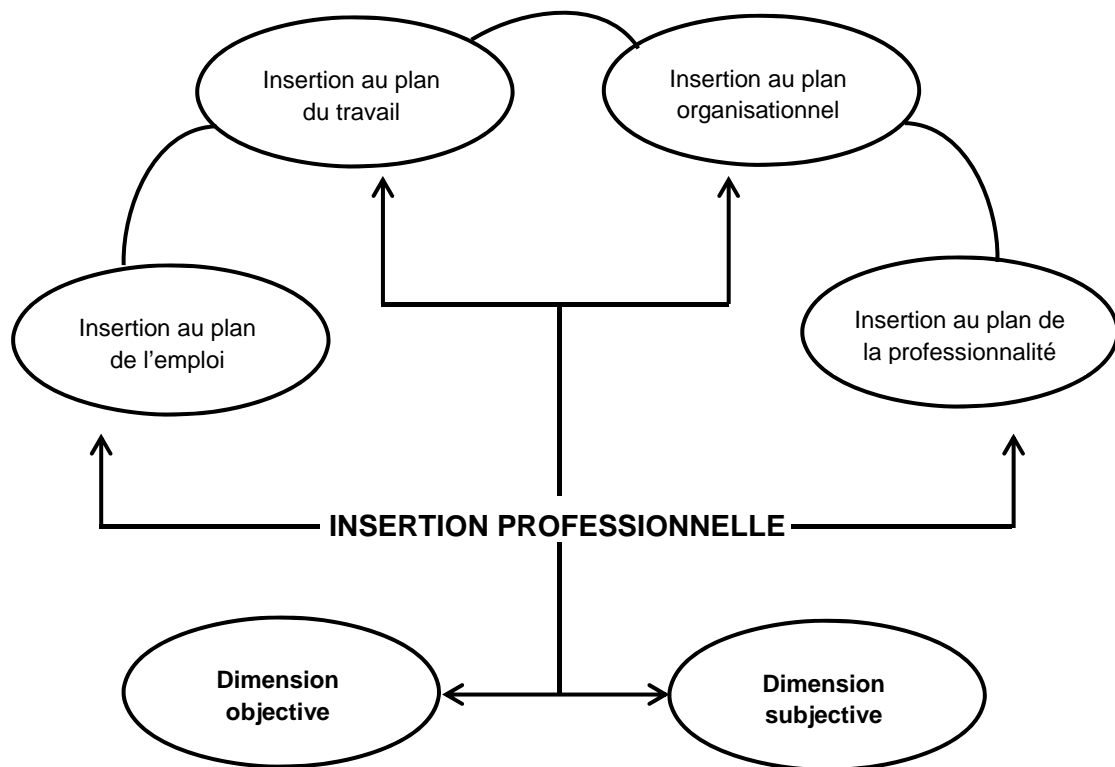 Insertion au plan
du travail
Insertion au plan
organisationnel
Insertion au plan
de l’emploi
Insertion au plan de
la professionnalité
INSERTION PROFESSIONNELLE
Dimension
objective
Dimension
subjective